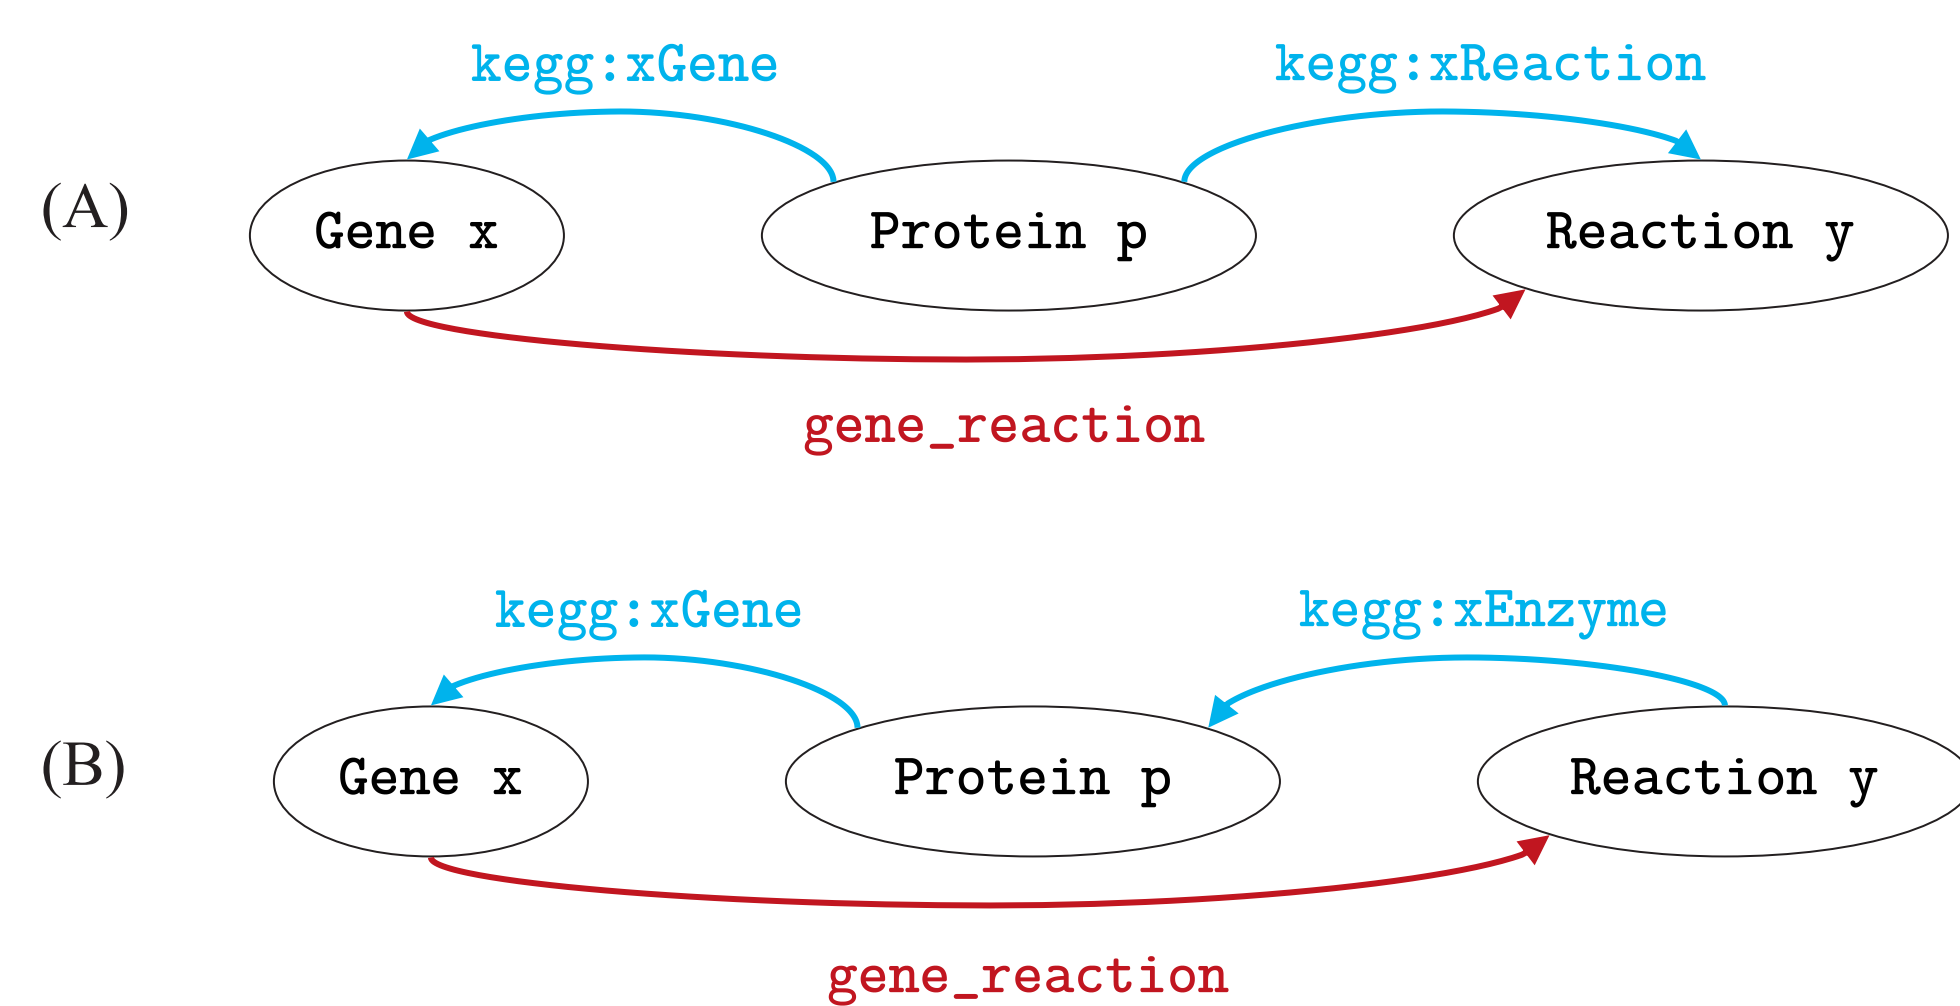 kegg:xGene kegg:xReaction
(A) Gene x Protein p Reaction y
gene_reaction
kegg:xGene kegg:xEnzyme
(B) Gene x Protein p Reaction y
gene_reaction